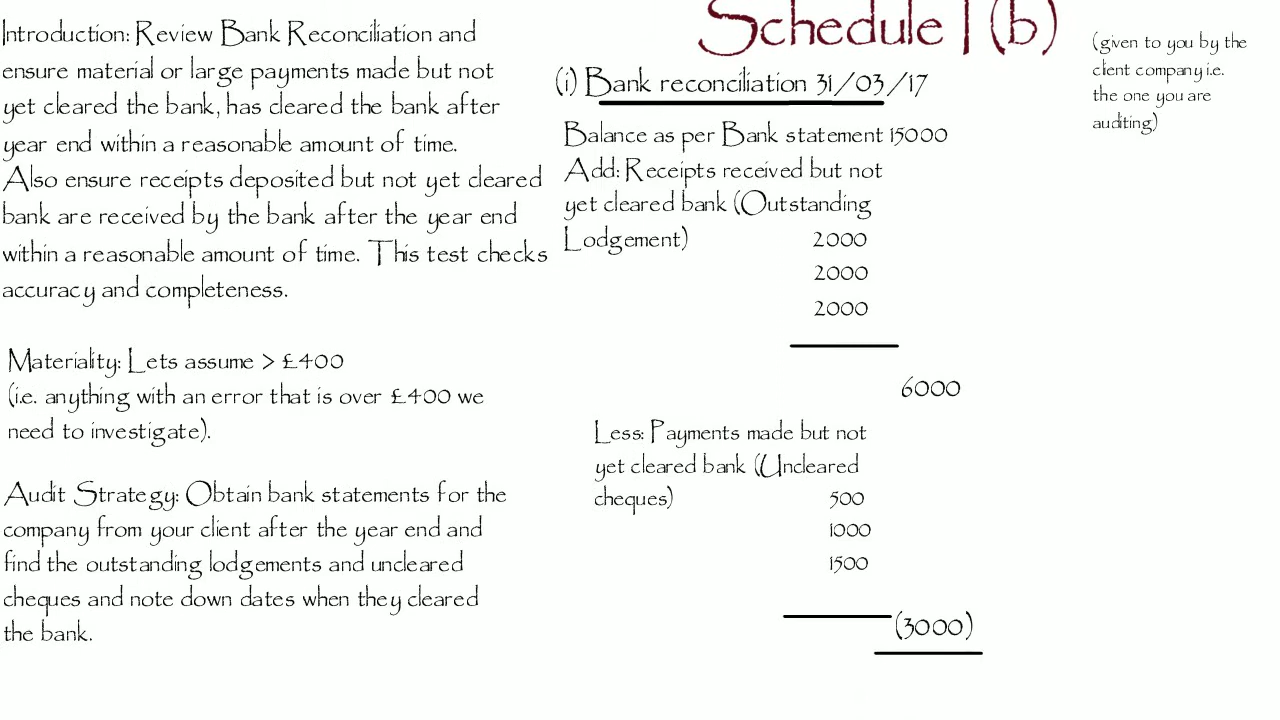 Introduction: Review Bank Reconciliation and
ensure material or large payments made but not
yet cleared the bank, has cleared the bank after
year end within a reasonable amount of time.
Also ensure receipts deposited but not yet cleared
bank are received by the bank after the year end
within a reasonable amount of time. This test checks
accuracy and completeness.
Materiality: Lets assume > £400
(i.e. anything with an error that is over £400 we
need to investigate).
Audit Strategy: Obtain bank statements for the
company from your client after the year end and
find the outstanding lodgements and uncleared
cheques and note down dates when they cleared
the bank.
Schedule 1 (b)
(i) Bank reconciliation 31/03/17
Balance as per Bank statement 15000
Add: Receipts received but not
yet cleared bank (Outstanding
Lodgement) 2000
2000
2000
6000
Less: Payments made but not
yet cleared bank (Uncleared
cheques) 500
1000
1500
(3000)
(given to you by the
client company i.e.
the one you are
auditing)